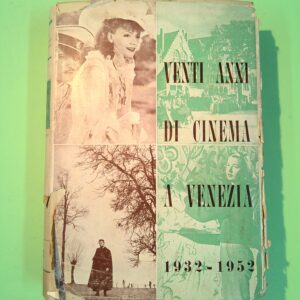 VENTI ANNI
DI CINEMA
A VENEZIA
1932-1952